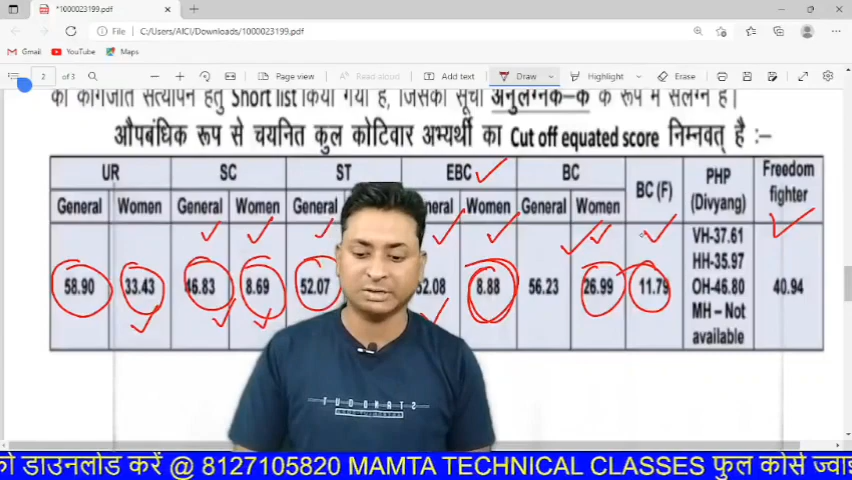 *1000023199.pdf
File C:/Users/AICI/Downloads/1000023199.pdf
Gmail YouTube Maps
2 of 3 Page view Read aloud Add text Draw Highlight Erase
को कागजात सत्यापन हेतु Short list किया गया है, जिसकी सूची अनुलग्नक–क के रूप में संलग्न है।
औपबंधिक रूप से चयनित कुल कोटिवार अभ्यर्थी का Cut off equated score निम्नवत् है :–
UR SC ST EBC BC BC (F) PHP (Divyang) Freedom fighter
General Women General Women General Women General Women
58.90 33.43 46.83 8.69 52.07 8.88 56.23 26.99 11.79 VH-37.61 40.94
HH-35.97
OH-46.80
MH – Not
available
को डाउनलोड करें @ 8127105820 MAMTA TECHNICAL CLASSES फुल कोर्स ज्वाइ